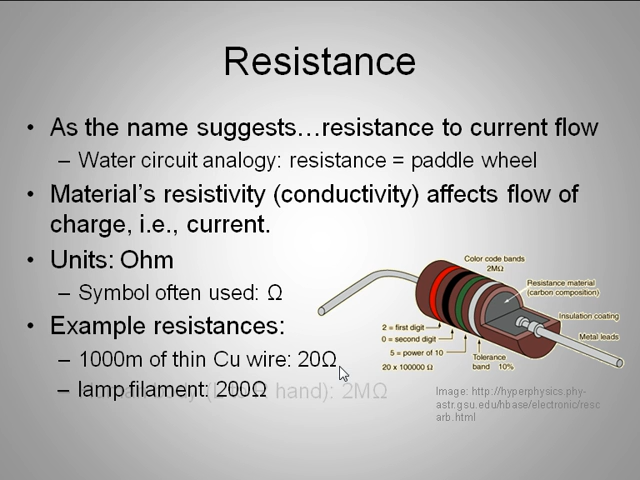 Resistance
• As the name suggests…resistance to current flow
– Water circuit analogy: resistance = paddle wheel
• Material’s resistivity (conductivity) affects flow of
charge, i.e., current.
• Units: Ohm
– Symbol often used: Ω
• Example resistances:
– 1000m of thin Cu wire: 20Ω
– lamp filament: 200Ω
hand): 2MΩ
Color code bands
2MΩ
Resistance material
(carbon composition)
Insulation coating
Metal leads
2 = first digit
0 = second digit
5 = power of 10
20 x 100000 Ω
Tolerance
band 10%
Image: http://hyperphysics.phy-
astr.gsu.edu/hbase/electronic/resc
arb.html